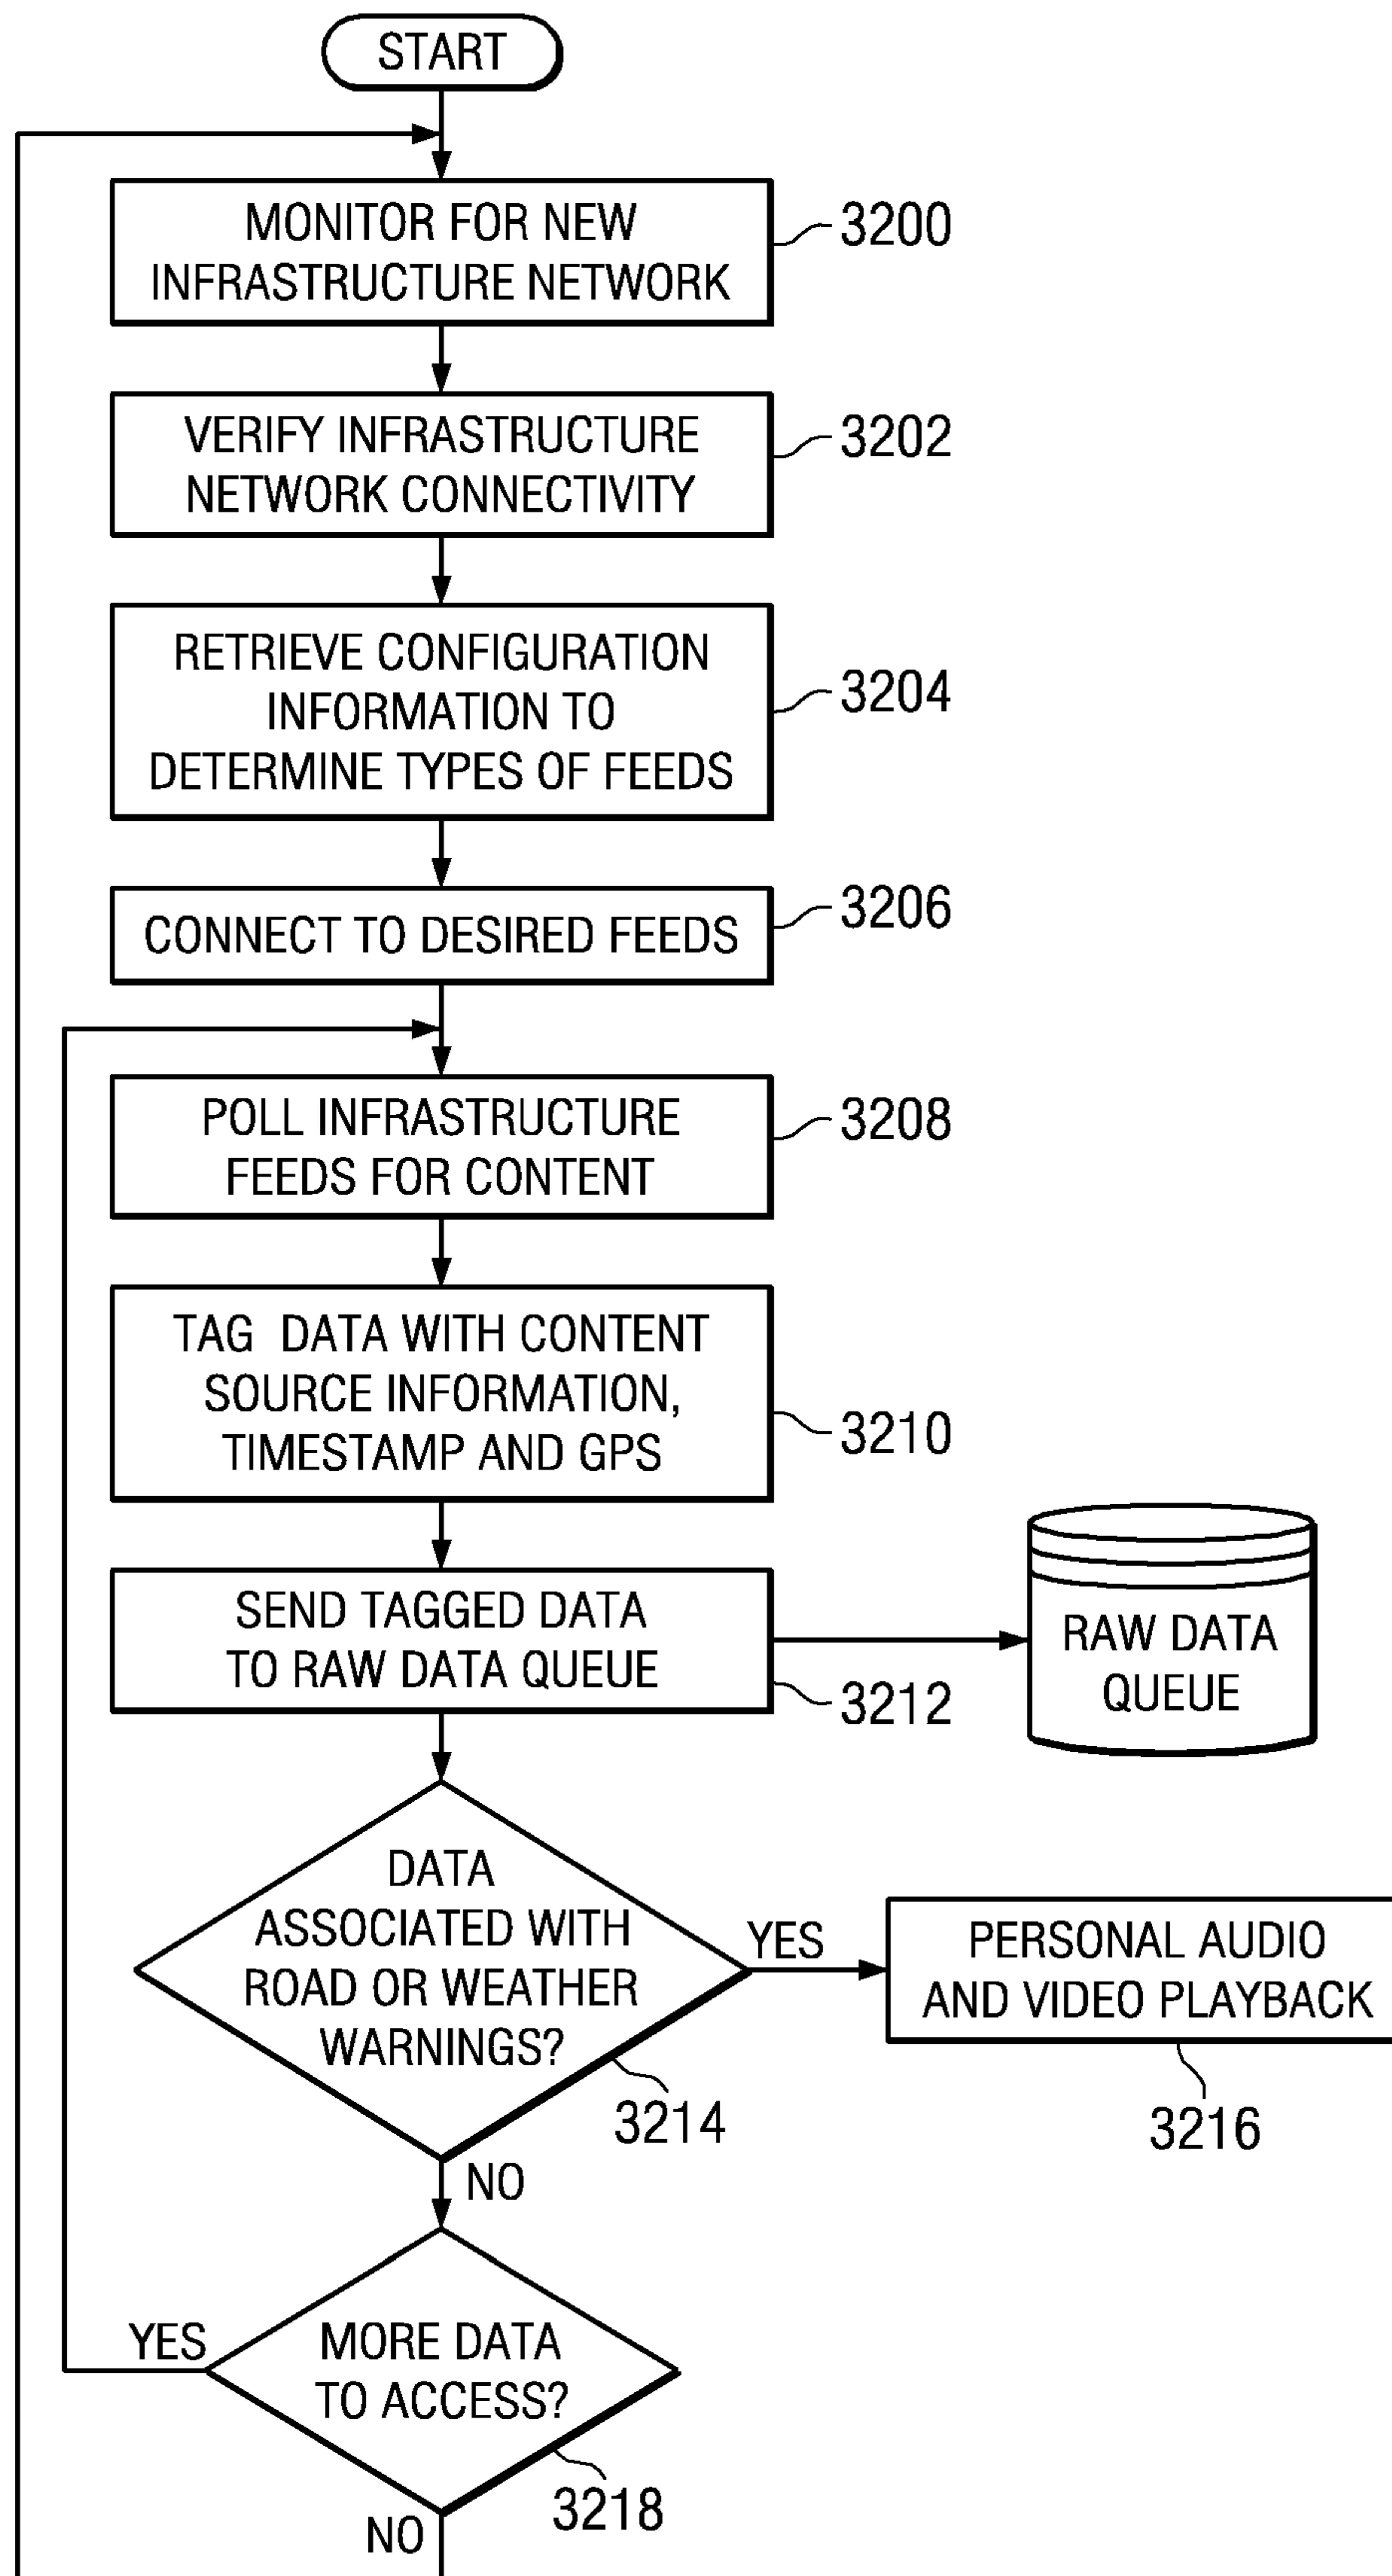 START
MONITOR FOR NEW
INFRASTRUCTURE NETWORK
3200
VERIFY INFRASTRUCTURE
NETWORK CONNECTIVITY
3202
RETRIEVE CONFIGURATION
INFORMATION TO
DETERMINE TYPES OF FEEDS
3204
CONNECT TO DESIRED FEEDS
3206
POLL INFRASTRUCTURE
FEEDS FOR CONTENT
3208
TAG DATA WITH CONTENT
SOURCE INFORMATION,
TIMESTAMP AND GPS
3210
SEND TAGGED DATA
TO RAW DATA QUEUE
3212
RAW DATA
QUEUE
DATA
ASSOCIATED WITH
ROAD OR WEATHER
WARNINGS?
3214
YES
PERSONAL AUDIO
AND VIDEO PLAYBACK
3216
NO
MORE DATA
TO ACCESS?
3218
YES
NO